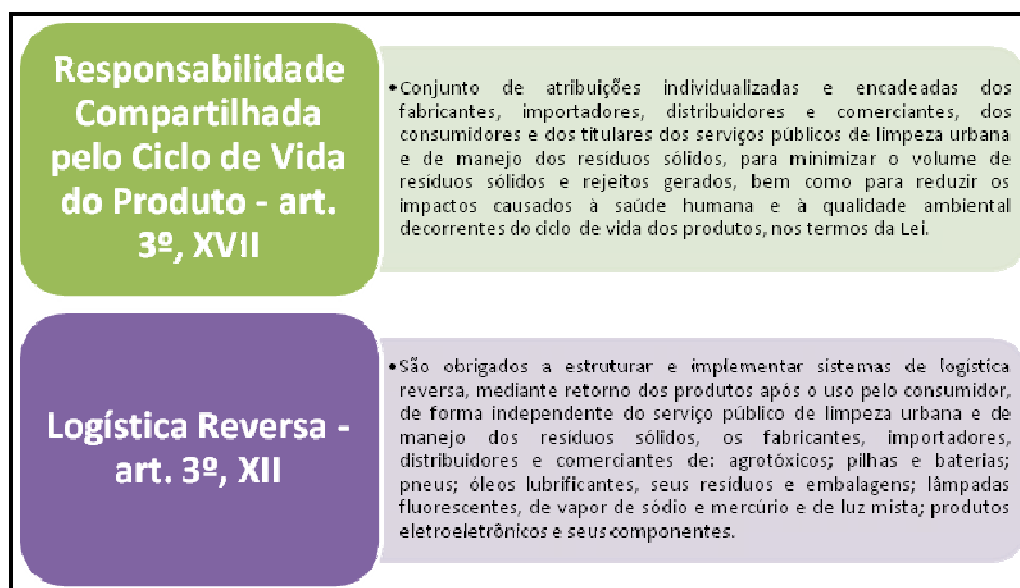 Responsabilidade
Compartilhada
pelo Ciclo de Vida
do Produto - art.
3º, XVII
•Conjunto de atribuições individualizadas e encadeadas dos
fabricantes, importadores, distribuidores e comerciantes, dos
consumidores e dos titulares dos serviços públicos de limpeza urbana
e de manejo dos resíduos sólidos, para minimizar o volume de
resíduos sólidos e rejeitos gerados, bem como para reduzir os
impactos causados à saúde humana e à qualidade ambiental
decorrentes do ciclo de vida dos produtos, nos termos da Lei.
Logística Reversa -
art. 3º, XII
•São obrigados a estruturar e implementar sistemas de logística
reversa, mediante retorno dos produtos após o uso pelo consumidor,
de forma independente do serviço público de limpeza urbana e de
manejo dos resíduos sólidos, os fabricantes, importadores,
distribuidores e comerciantes de: agrotóxicos; pilhas e baterias;
pneus; óleos lubrificantes, seus resíduos e embalagens; lâmpadas
fluorescentes, de vapor de sódio e mercúrio e de luz mista; produtos
eletroeletrônicos e seus componentes.